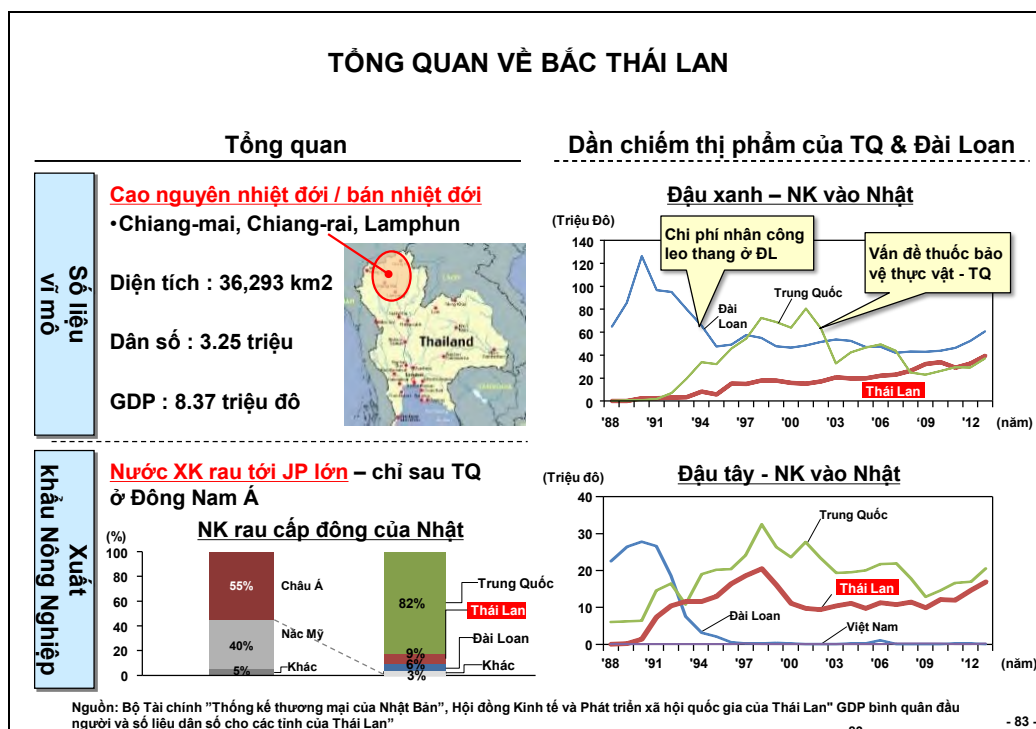 TỔNG QUAN VỀ BẮC THÁI LAN
Tổng quan
Dần chiếm thị phẩm của TQ & Đài Loan
Số liệu
vĩ mô
Cao nguyên nhiệt đới / bán nhiệt đới
•Chiang-mai, Chiang-rai, Lamphun
Diện tích : 36,293 km2
Dân số : 3.25 triệu
GDP : 8.37 triệu đô
Thailand
Đậu xanh – NK vào Nhật
(Triệu Đô)
140
120
100
80
60
40
20
0
Chi phí nhân công
leo thang ở ĐL
Vấn đề thuốc bảo
vệ thực vật - TQ
Trung Quốc
Đài
Loan
Thái Lan
'88 '91 '94 '97 '00 '03 '06 '09 '12 (năm)
Xuất
khẩu Nông Nghiệp
Nước XK rau tới JP lớn – chỉ sau TQ
ở Đông Nam Á
NK rau cấp đông của Nhật
(%)
100
80
60
40
20
0
55%
40%
5%
Châu Á
Năc Mỹ
Khác
82%
9%
6%
3%
Trung Quốc
Thái Lan
Đài Loan
Khác
Đậu tây - NK vào Nhật
(Triệu đô)
40
30
20
10
0
Trung Quốc
Thái Lan
Đài Loan
Việt Nam
'88 '91 '94 '97 '00 '03 '06 '09 '12 (năm)
Nguồn: Bộ Tài chính "Thống kế thương mại của Nhật Bản", Hội đồng Kinh tế và Phát triển xã hội quốc gia của Thái Lan" GDP bình quân đầu
người và số liệu dân số cho các tỉnh của Thái Lan"
- 83 -